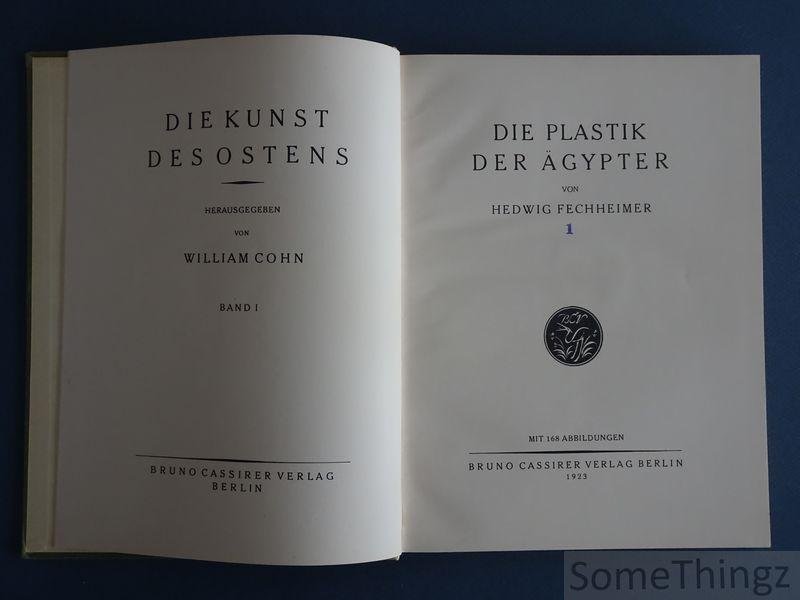 DIE KUNST
DES OSTENS
HERAUSGEGEBEN
VON
WILLIAM COHN
BAND I
BRUNO CASSIRER VERLAG
BERLIN
DIE PLASTIK
DER ÄGYPTER
VON
HEDWIG FECHHEIMER
1
BCV
MIT 168 ABBILDUNGEN
BRUNO CASSIRER VERLAG BERLIN
1923
SomeThingz